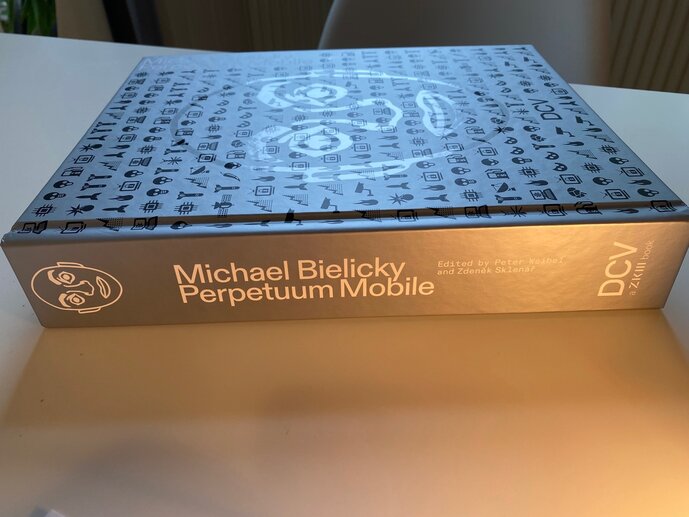 Michael Bielicky
Perpetuum Mobile
Edited by Peter Weibel
and Zdeněk Sklenář
DCV
a ZKM book
DCV